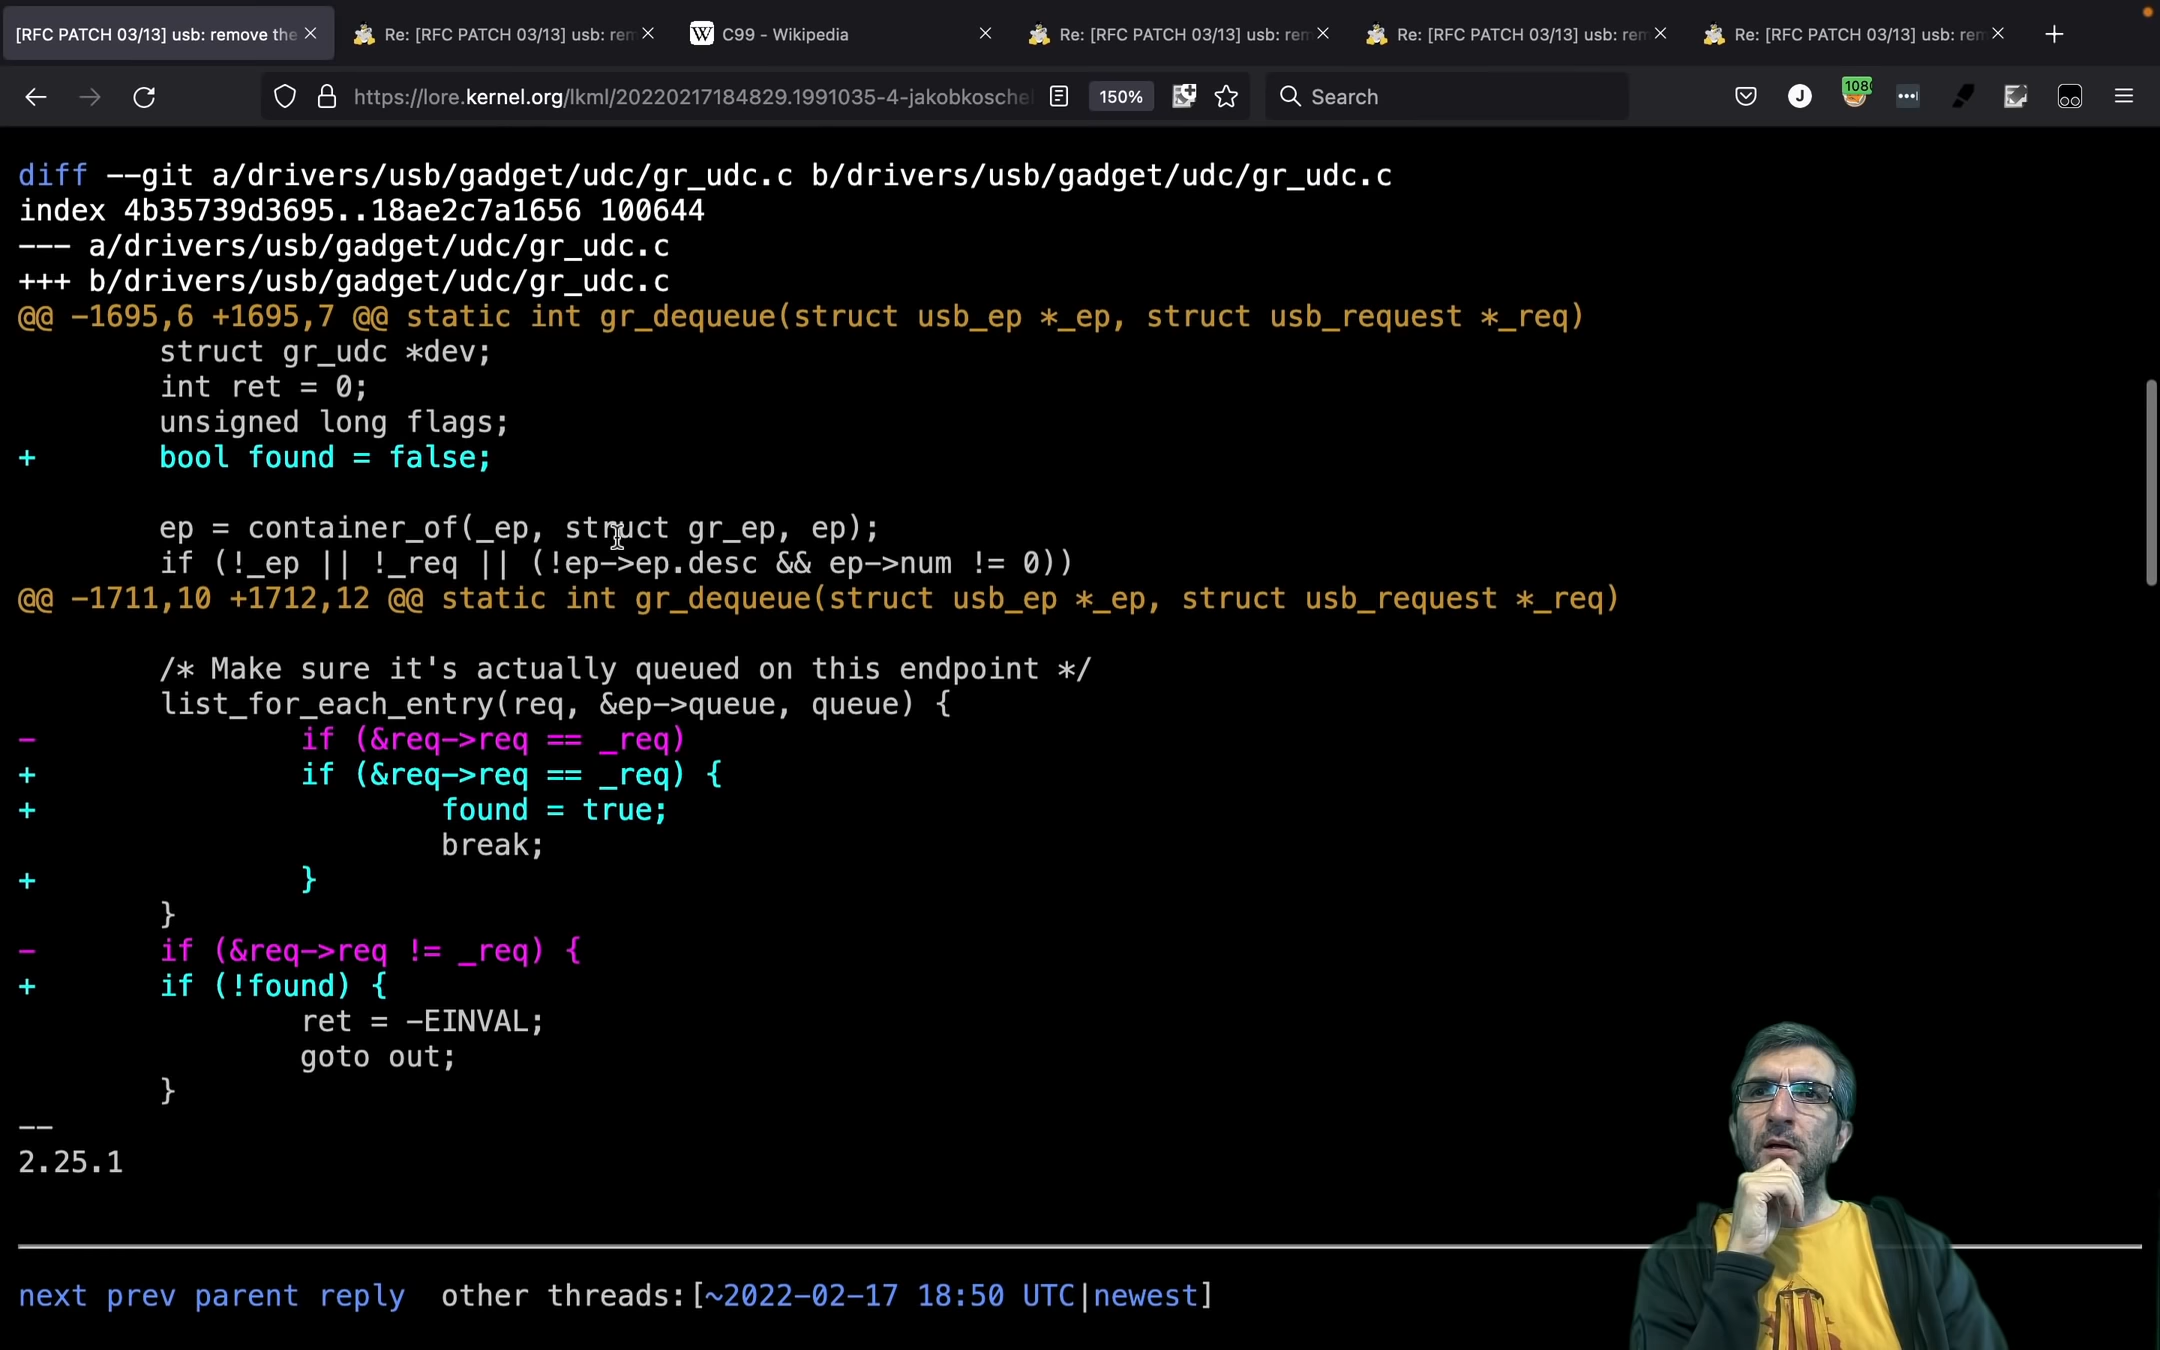 [RFC PATCH 03/13] usb: remove the
Re: [RFC PATCH 03/13] usb: rem
C99 - Wikipedia
Re: [RFC PATCH 03/13] usb: rem
Re: [RFC PATCH 03/13] usb: rem
Re: [RFC PATCH 03/13] usb: rem
https://lore.kernel.org/lkml/20220217184829.1991035-4-jakobkosche
150%
Search
J
108
diff --git a/drivers/usb/gadget/udc/gr_udc.c b/drivers/usb/gadget/udc/gr_udc.c
index 4b35739d3695..18ae2c7a1656 100644
--- a/drivers/usb/gadget/udc/gr_udc.c
+++ b/drivers/usb/gadget/udc/gr_udc.c
@@ -1695,6 +1695,7 @@ static int gr_dequeue(struct usb_ep *_ep, struct usb_request *_req)
struct gr_udc *dev;
int ret = 0;
unsigned long flags;
+ bool found = false;
ep = container_of(_ep, struct gr_ep, ep);
if (!_ep || !_req || (!ep->ep.desc && ep->num != 0))
@@ -1711,10 +1712,12 @@ static int gr_dequeue(struct usb_ep *_ep, struct usb_request *_req)
/* Make sure it's actually queued on this endpoint */
list_for_each_entry(req, &ep->queue, queue) {
- if (&req->req == _req)
+ if (&req->req == _req) {
+ found = true;
break;
+ }
}
- if (&req->req != _req) {
+ if (!found) {
ret = -EINVAL;
goto out;
}
--
2.25.1
next prev parent reply other threads:[~2022-02-17 18:50 UTC|newest]